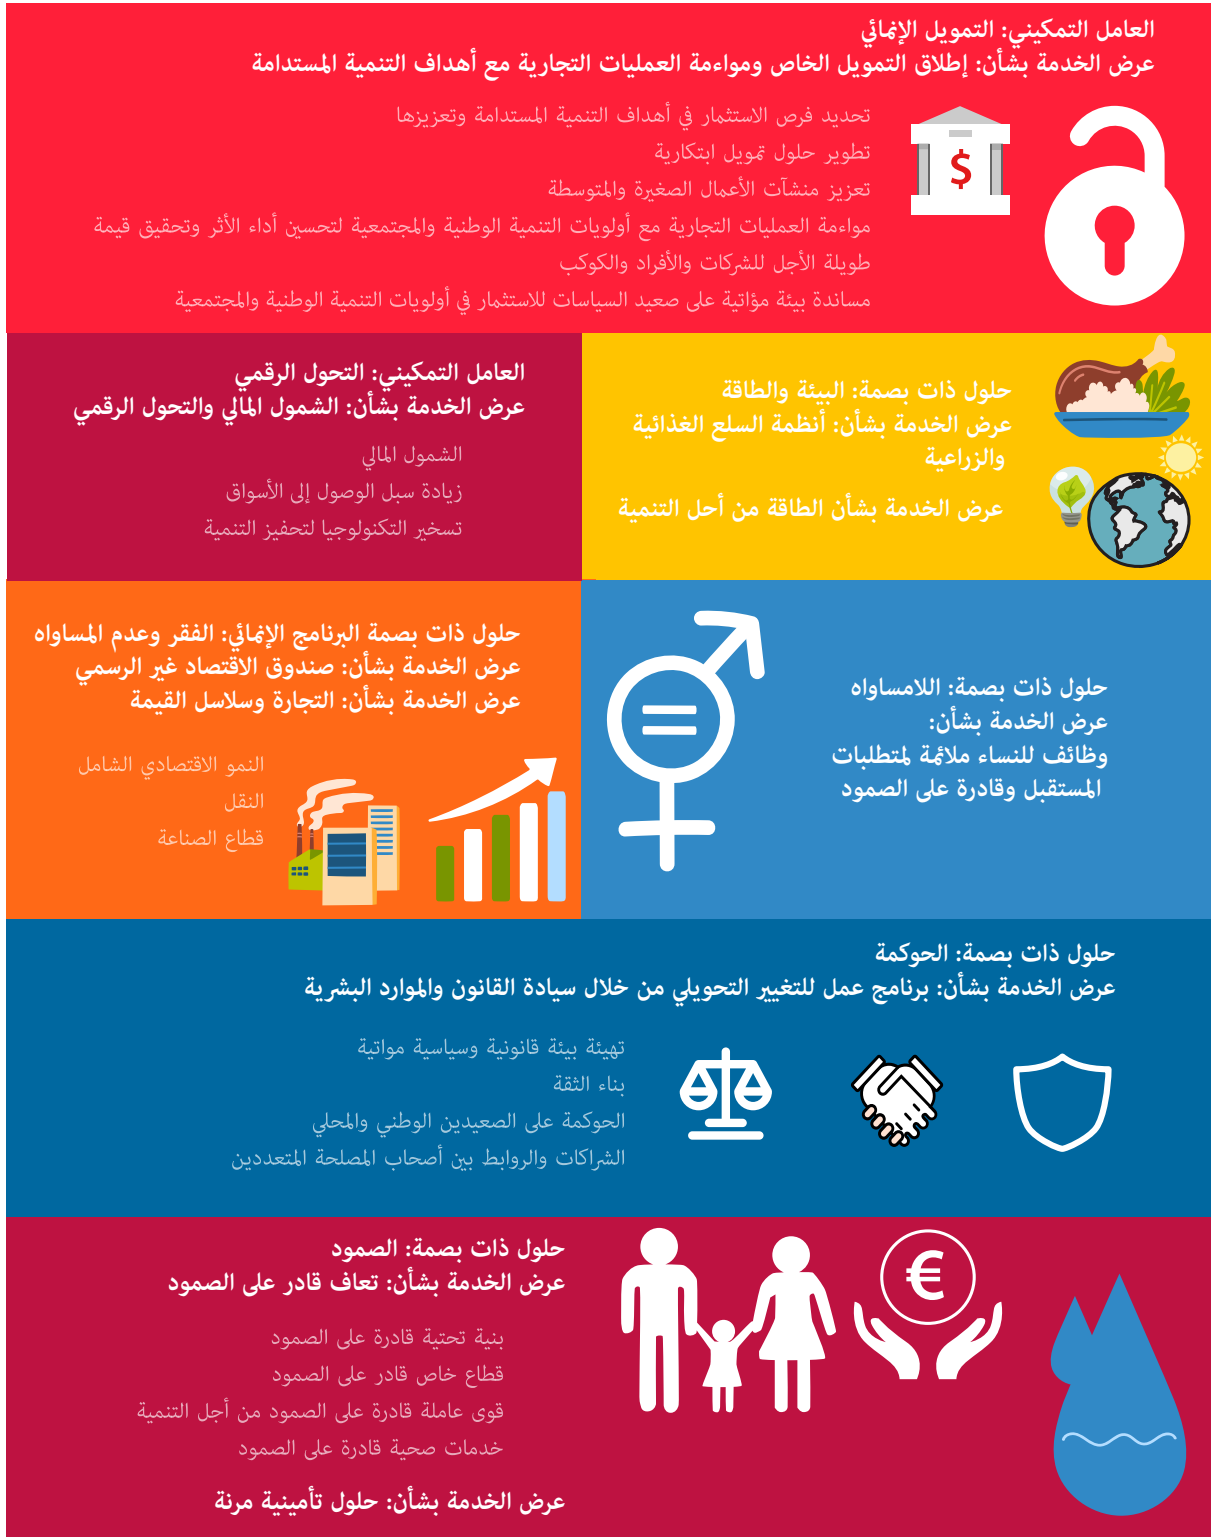 العامل التمكيني: التمويل الإنمائي
عرض الخدمة بشأن: إطلاق التمويل الخاص ومواءمة العمليات التجارية مع أهداف التنمية المستدامة
تحديد فرص الاستثمار في أهداف التنمية المستدامة وتعزيزها
تطوير حلول تمويل ابتكارية
تعزيز منشآت الأعمال الصغيرة والمتوسطة
مواءمة العمليات التجارية مع أولويات التنمية الوطنية والمجتمعية لتحسين أداء الأثر وتحقيق قيمة
طويلة الأجل للشركات والأفراد والكوكب
مساندة بيئة مؤاتية على صعيد السياسات للاستثمار في أولويات التنمية الوطنية والمجتمعية
$
حلول ذات بصمة: البيئة والطاقة
عرض الخدمة بشأن: أنظمة السلع الغذائية
والزراعية
عرض الخدمة بشأن الطاقة من أحل التنمية
العامل التمكيني: التحول الرقمي
عرض الخدمة بشأن: الشمول المالي والتحول الرقمي
الشمول المالي
زيادة سبل الوصول إلى الأسواق
تسخير التكنولوجيا لتحفيز التنمية
حلول ذات بصمة: اللامساواه
عرض الخدمة بشأن:
وظائف للنساء ملائمة لمتطلبات
المستقبل وقادرة على الصمود
حلول ذات بصمة البرنامج الإنمائي: الفقر وعدم المساواه
عرض الخدمة بشأن: صندوق الاقتصاد غير الرسمي
عرض الخدمة بشأن: التجارة وسلاسل القيمة
النمو الاقتصادي الشامل
النقل
قطاع الصناعة
حلول ذات بصمة: الحوكمة
عرض الخدمة بشأن: برنامج عمل للتغيير التحويلي من خلال سيادة القانون والموارد البشرية
تهيئة بيئة قانونية وسياسية مواتية
بناء الثقة
الحوكمة على الصعيدين الوطني والمحلي
الشراكات والروابط بين أصحاب المصلحة المتعددين
حلول ذات بصمة: الصمود
عرض الخدمة بشأن: تعاف قادر على الصمود
€
بنية تحتية قادرة على الصمود
قطاع خاص قادر على الصمود
قوى عاملة قادرة على الصمود من أجل التنمية
خدمات صحية قادرة على الصمود
عرض الخدمة بشأن: حلول تأمينية مرنة